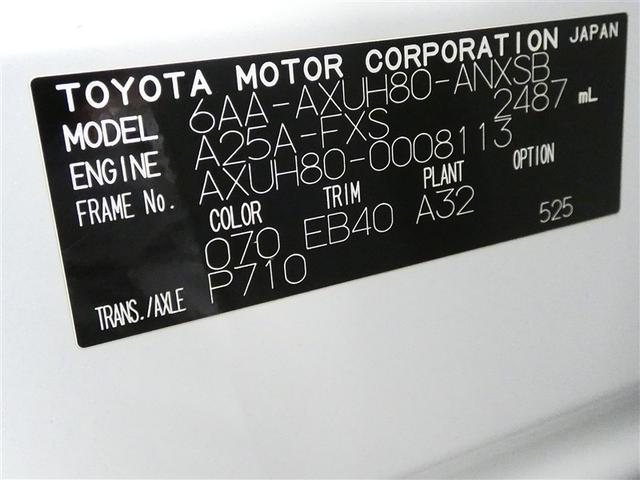 TOYOTA MOTOR CORPORATION JAPAN
MODEL 6AA-AXUH80-ANXSB
ENGINE A25A-FXS 2487 mL
FRAME No. AXUH80-0008113
COLOR TRIM PLANT OPTION
070 EB40 A32 525
TRANS./AXLE P710